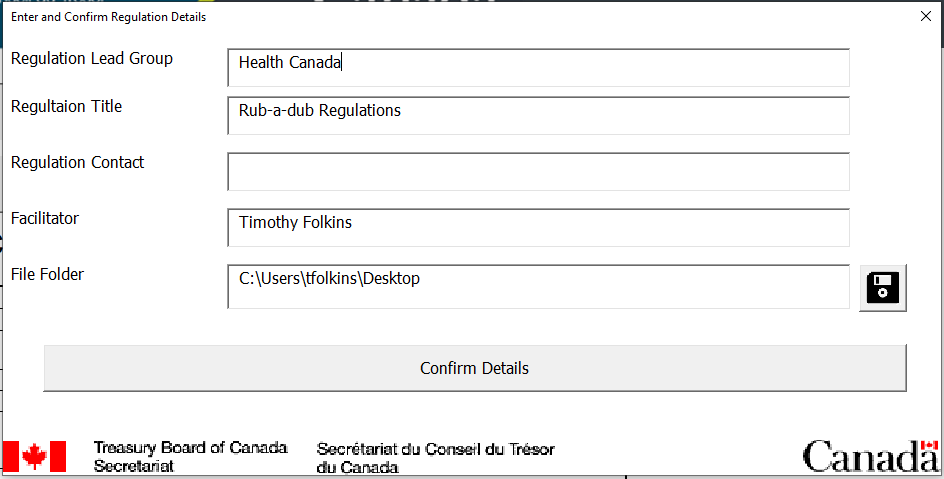 Enter and Confirm Regulation Details
Regulation Lead Group
Health Canada
Regultaion Title
Rub-a-dub Regulations
Regulation Contact
Facilitator
Timothy Folkins
File Folder
C:\Users\tfolkins\Desktop
Confirm Details
Treasury Board of Canada
Secretariat
Secrétariat du Conseil du Trésor
du Canada
Canada